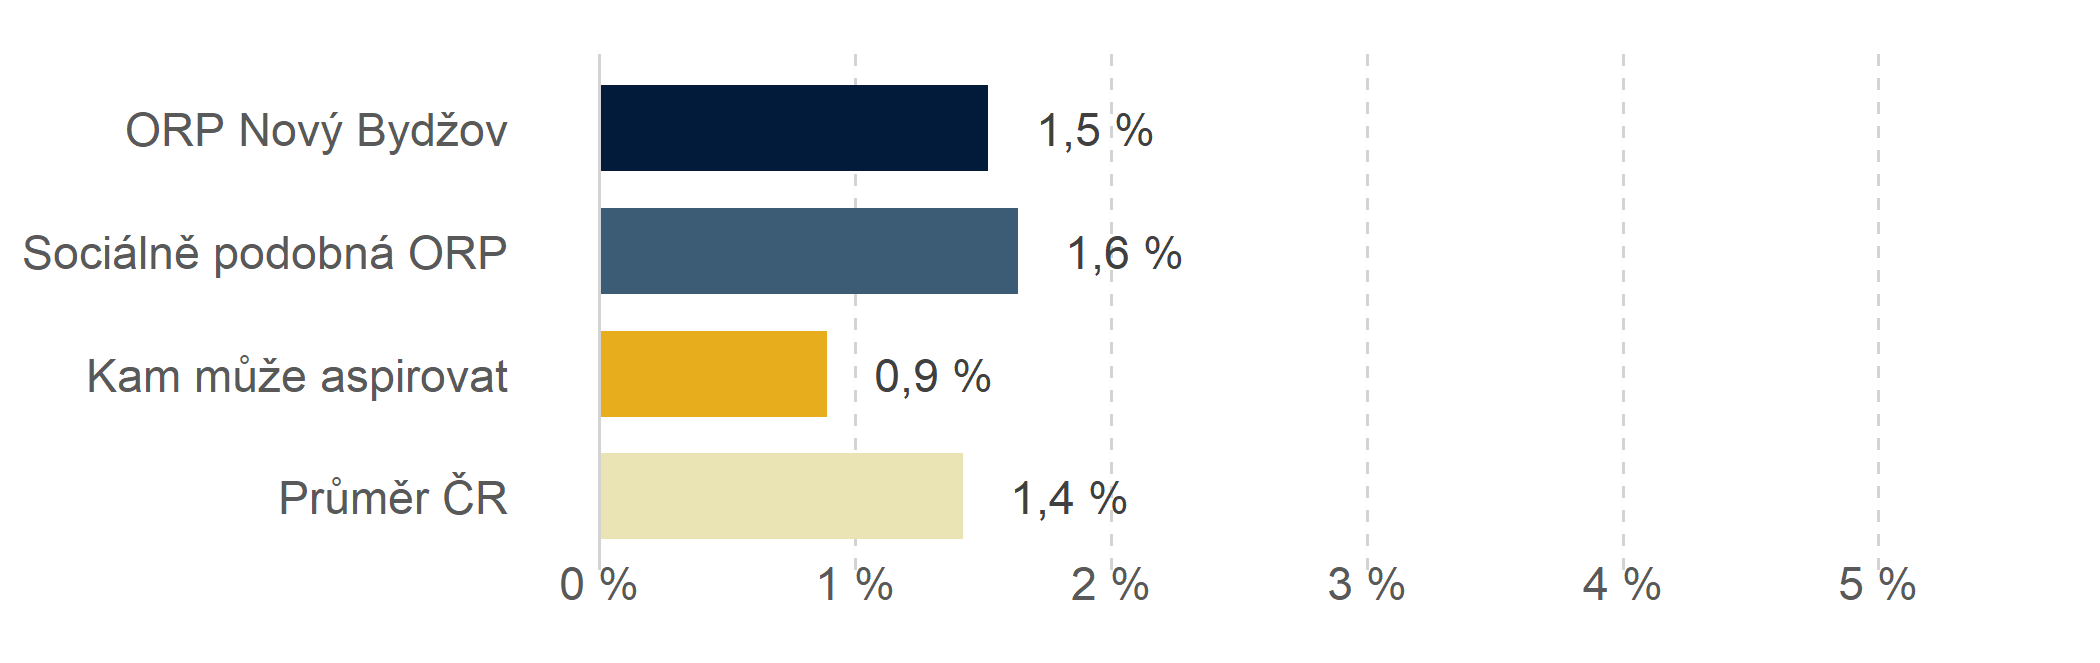 ORP Nový Bydžov 1,5 %
Sociálně podobná ORP 1,6 %
Kam může aspirovat 0,9 %
Průměr ČR 1,4 %
0 % 1 % 2 % 3 % 4 % 5 %